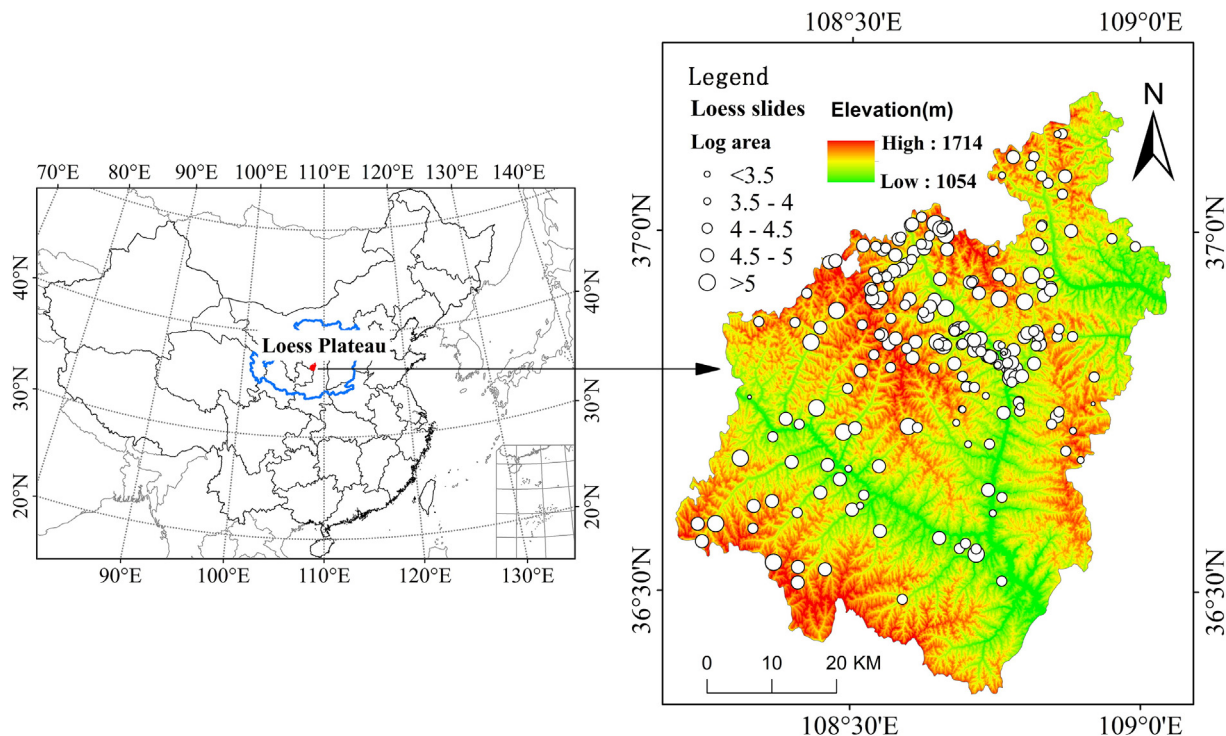 70°E 80°E 90°E 100°E 110°E 120°E 130°E 140°E
40°N
30°N
20°N
40°N
30°N
20°N
Loess Plateau
90°E 100°E 110°E 120°E 130°E
108°30'E 109°0'E
37°0'N
36°30'N
37°0'N
36°30'N
Legend
Loess slides
Log area
<3.5
3.5 - 4
4 - 4.5
4.5 - 5
>5
Elevation(m)
High : 1714
Low : 1054
N
0 10 20 KM
108°30'E 109°0'E